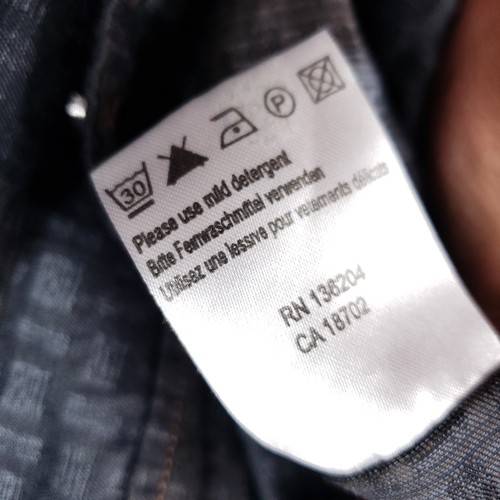 30
P
Please use mild detergent
Bitte Feinwaschmittel verwenden
Utilisez une lessive pour vetements délicats
RN 136204
CA 18702